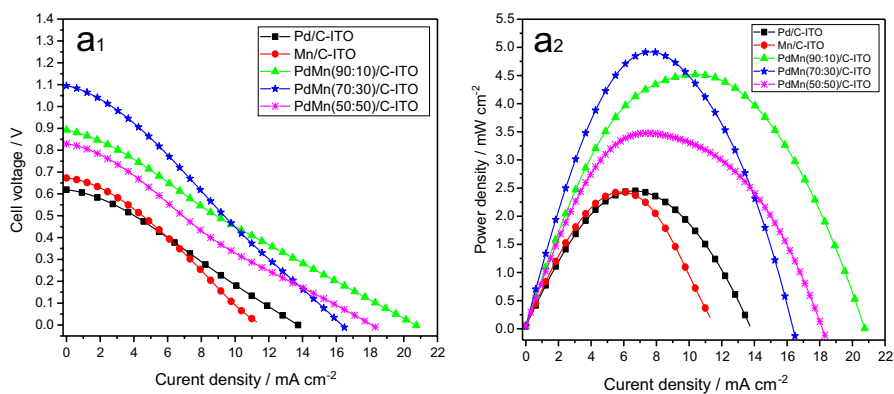 a1
Pd/C-ITO
Mn/C-ITO
PdMn(90:10)/C-ITO
PdMn(70:30)/C-ITO
PdMn(50:50)/C-ITO
Cell voltage / V
1.4
1.3
1.2
1.1
1.0
0.9
0.8
0.7
0.6
0.5
0.4
0.3
0.2
0.1
0.0
0 2 4 6 8 10 12 14 16 18 20 22
Curent density / mA cm-2
a2
Pd/C-ITO
Mn/C-ITO
PdMn(90:10)/C-ITO
PdMn(70:30)/C-ITO
PdMn(50:50)/C-ITO
Power density / mW cm-2
5.5
5.0
4.5
4.0
3.5
3.0
2.5
2.0
1.5
1.0
0.5
0.0
0 2 4 6 8 10 12 14 16 18 20 22
Curent density / mA cm-2